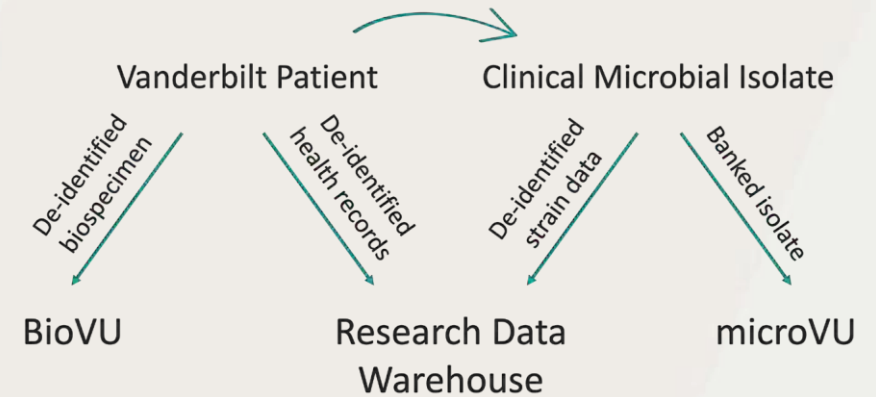 Vanderbilt Patient
Clinical Microbial Isolate
De-identified
biospecimen
De-identified
health records
De-identified
strain data
Banked isolate
BioVU
Research Data
Warehouse
microVU